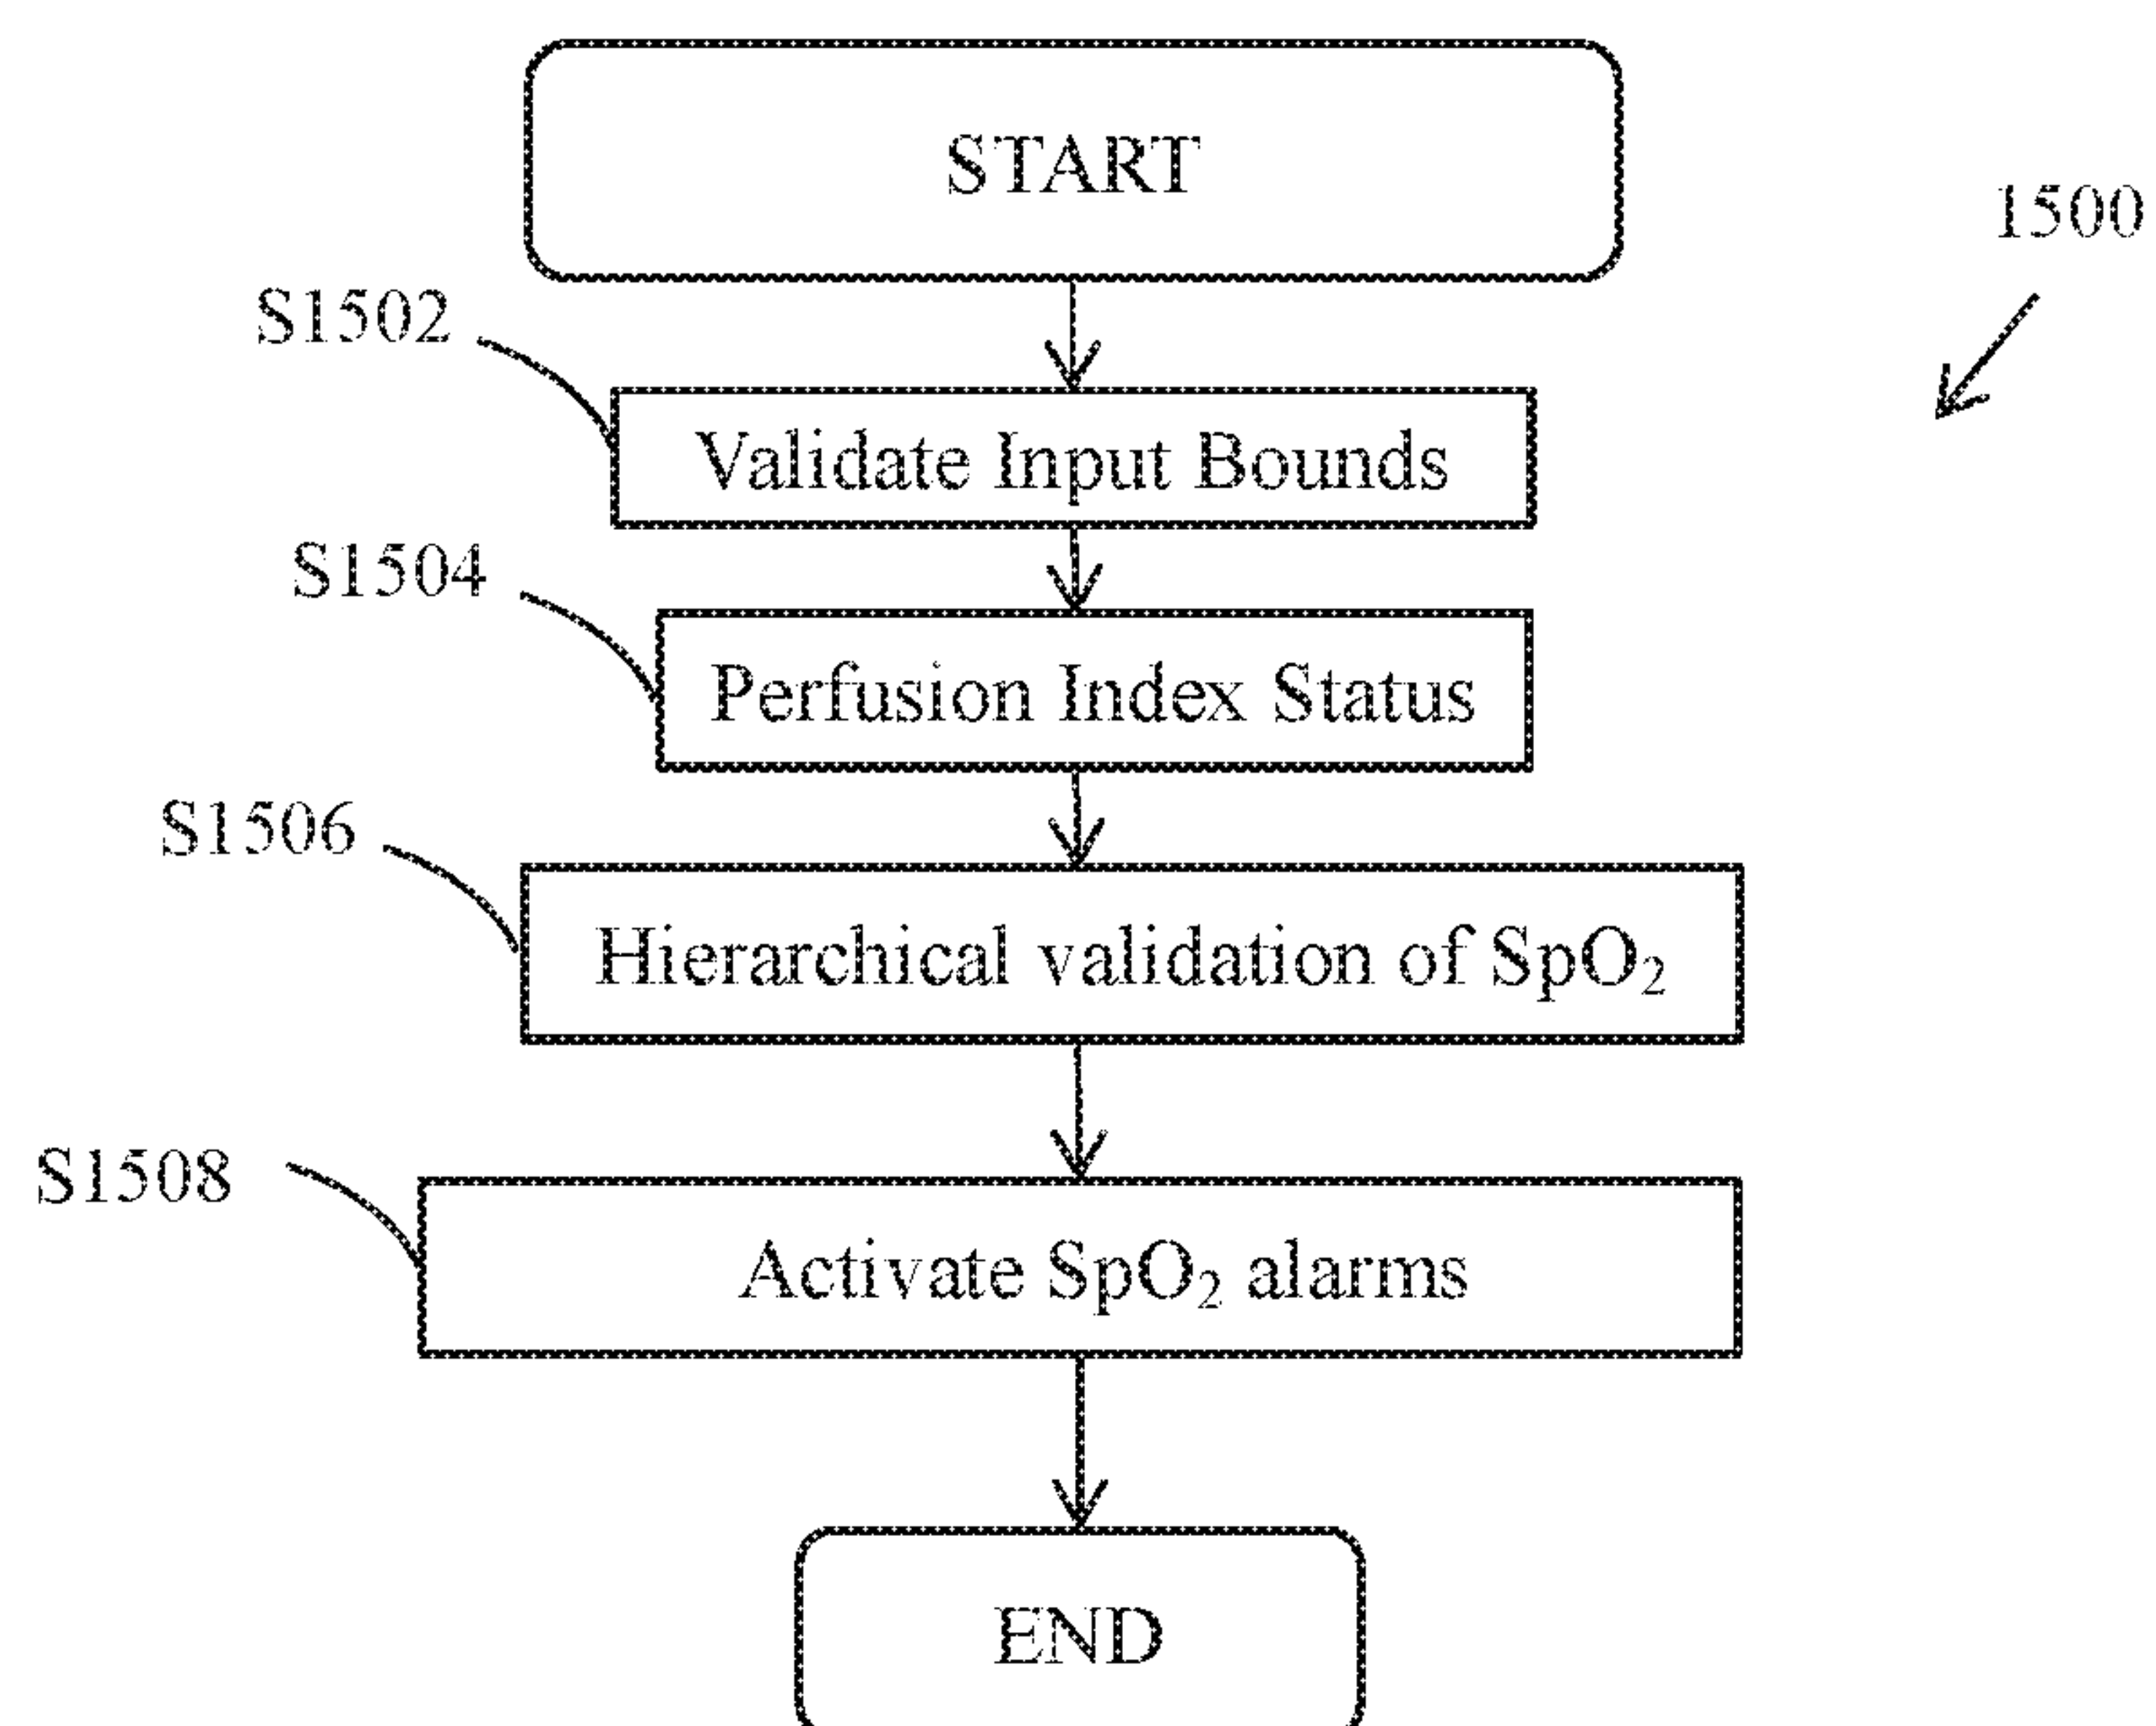 START
1500
S1502
Validate Input Bounds
S1504
Perfusion Index Status
S1506
Hierarchical validation of SpO₂
S1508
Activate SpO₂ alarms
END